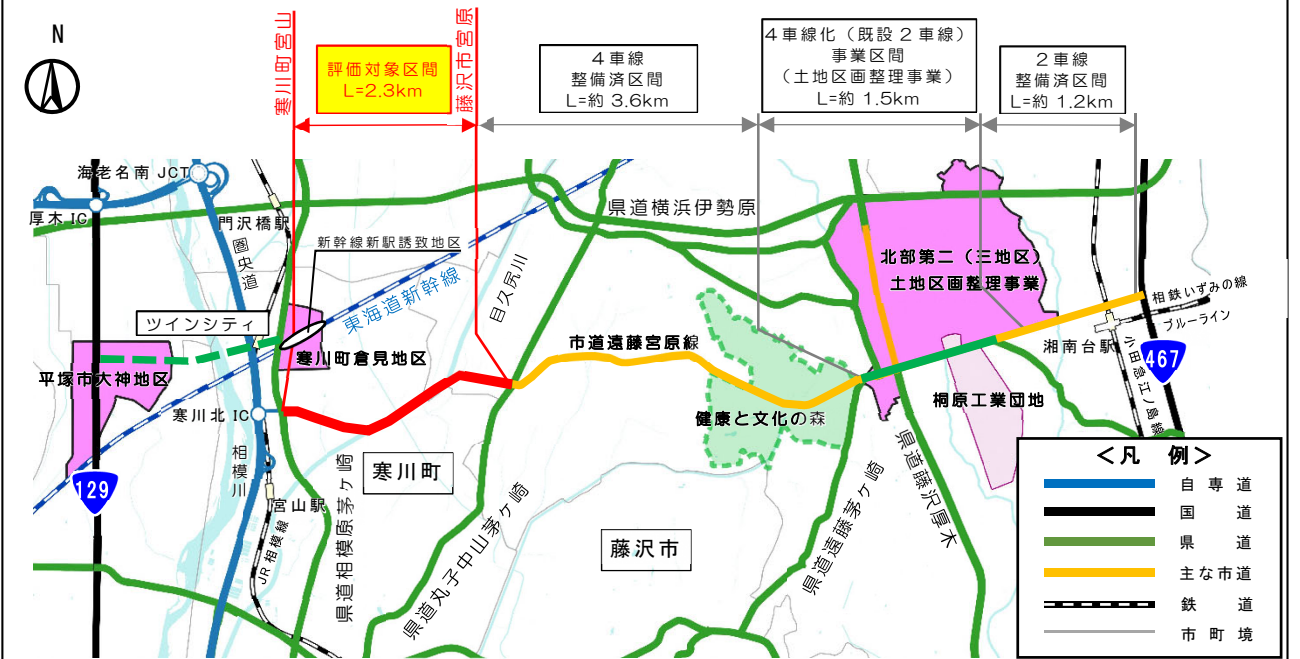 N
寒川町宮山
評価対象区間
L=2.3km
藤沢市宮原
4車線
整備済区間
L=約 3.6km
4車線化（既設2車線）
事業区間
（土地区画整理事業）
L=約 1.5km
2車線
整備済区間
L=約 1.2km
海老名南 JCT
厚木 IC
門沢橋駅
圏央道
新幹線新駅誘致地区
東海道新幹線
目久尻川
県道横浜伊勢原
北部第二（三地区）
土地区画整理事業
相鉄いずみの線
ブルーライン
湘南台駅
小田急江ノ島線
467
ツインシティ
平塚市大神地区
寒川町倉見地区
市道遠藤宮原線
健康と文化の森
桐原工業団地
寒川北 IC
相模川
129
宮山駅
JR相模線
県道相模原茅ヶ崎
寒川町
県道丸子中山茅ヶ崎
藤沢市
県道遠藤茅ヶ崎
県道藤沢厚木
＜凡 例＞
自専道
国道
県道
主な市道
鉄道
市町境